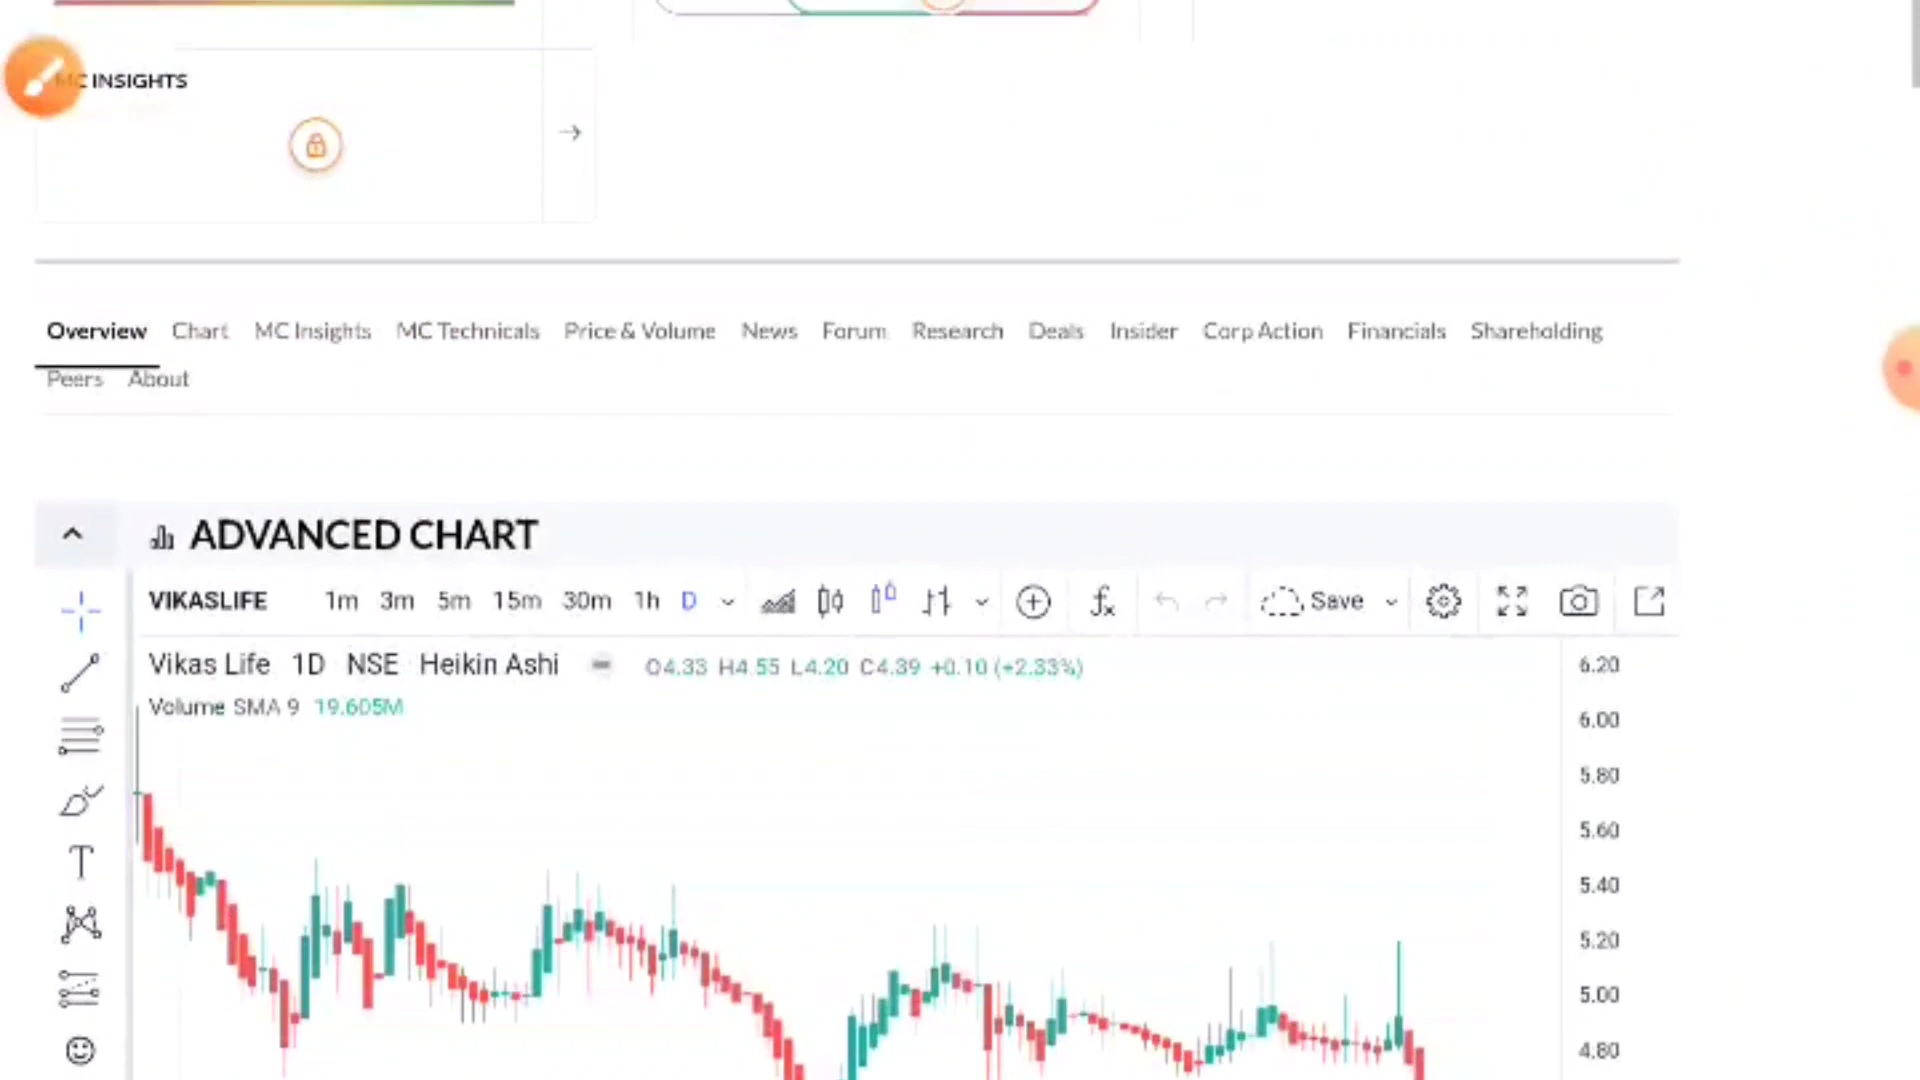 MC INSIGHTS
Overview Chart MC Insights MC Technicals Price & Volume News Forum Research Deals Insider Corp Action Financials Shareholding
Peers About
ADVANCED CHART
VIKASLIFE 1m 3m 5m 15m 30m 1h D Save
Vikas Life 1D NSE Heikin Ashi O4.33 H4.55 L4.20 C4.39 +0.10 (+2.33%)
Volume SMA 9 19.605M
6.20
6.00
5.80
5.60
5.40
5.20
5.00
4.80